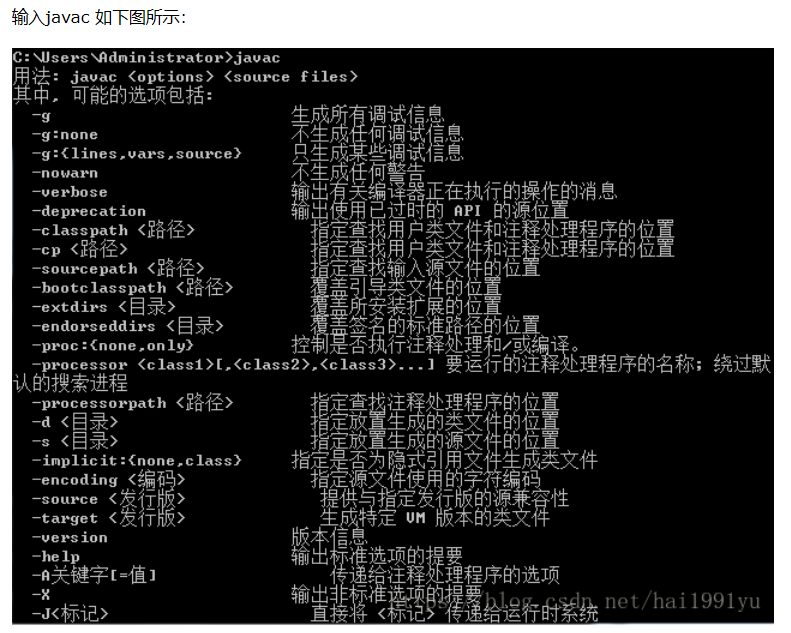 输入javac 如下图所示:
C:\Users\Administrator>javac
用法: javac <options> <source files>
其中, 可能的选项包括:
-g 生成所有调试信息
-g:none 不生成任何调试信息
-g:{lines,vars,source} 只生成某些调试信息
-nowarn 不生成任何警告
-verbose 输出有关编译器正在执行的操作的消息
-deprecation 输出使用已过时的 API 的源位置
-classpath <路径> 指定查找用户类文件和注释处理程序的位置
-cp <路径> 指定查找用户类文件和注释处理程序的位置
-sourcepath <路径> 指定查找输入源文件的位置
-bootclasspath <路径> 覆盖引导类文件的位置
-extdirs <目录> 覆盖所安装扩展的位置
-endorseddirs <目录> 覆盖签名的标准路径的位置
-proc:{none,only} 控制是否执行注释处理和/或编译。
-processor <class1>[,<class2>,<class3>...] 要运行的注释处理程序的名称; 绕过默
认的搜索进程
-processorpath <路径> 指定查找注释处理程序的位置
-d <目录> 指定放置生成的类文件的位置
-s <目录> 指定放置生成的源文件的位置
-implicit:{none,class} 指定是否为隐式引用文件生成类文件
-encoding <编码> 指定源文件使用的字符编码
-source <发行版> 提供与指定发行版的源兼容性
-target <发行版> 生成特定 VM 版本的类文件
-version 版本信息
-help 输出标准选项的提要
-A关键字[=值] 传递给注释处理程序的选项
-X 输出非标准选项的提要
-J<标记> 直接将 <标记> 传递给运行时系统
https://blog.csdn.net/hai1991yu